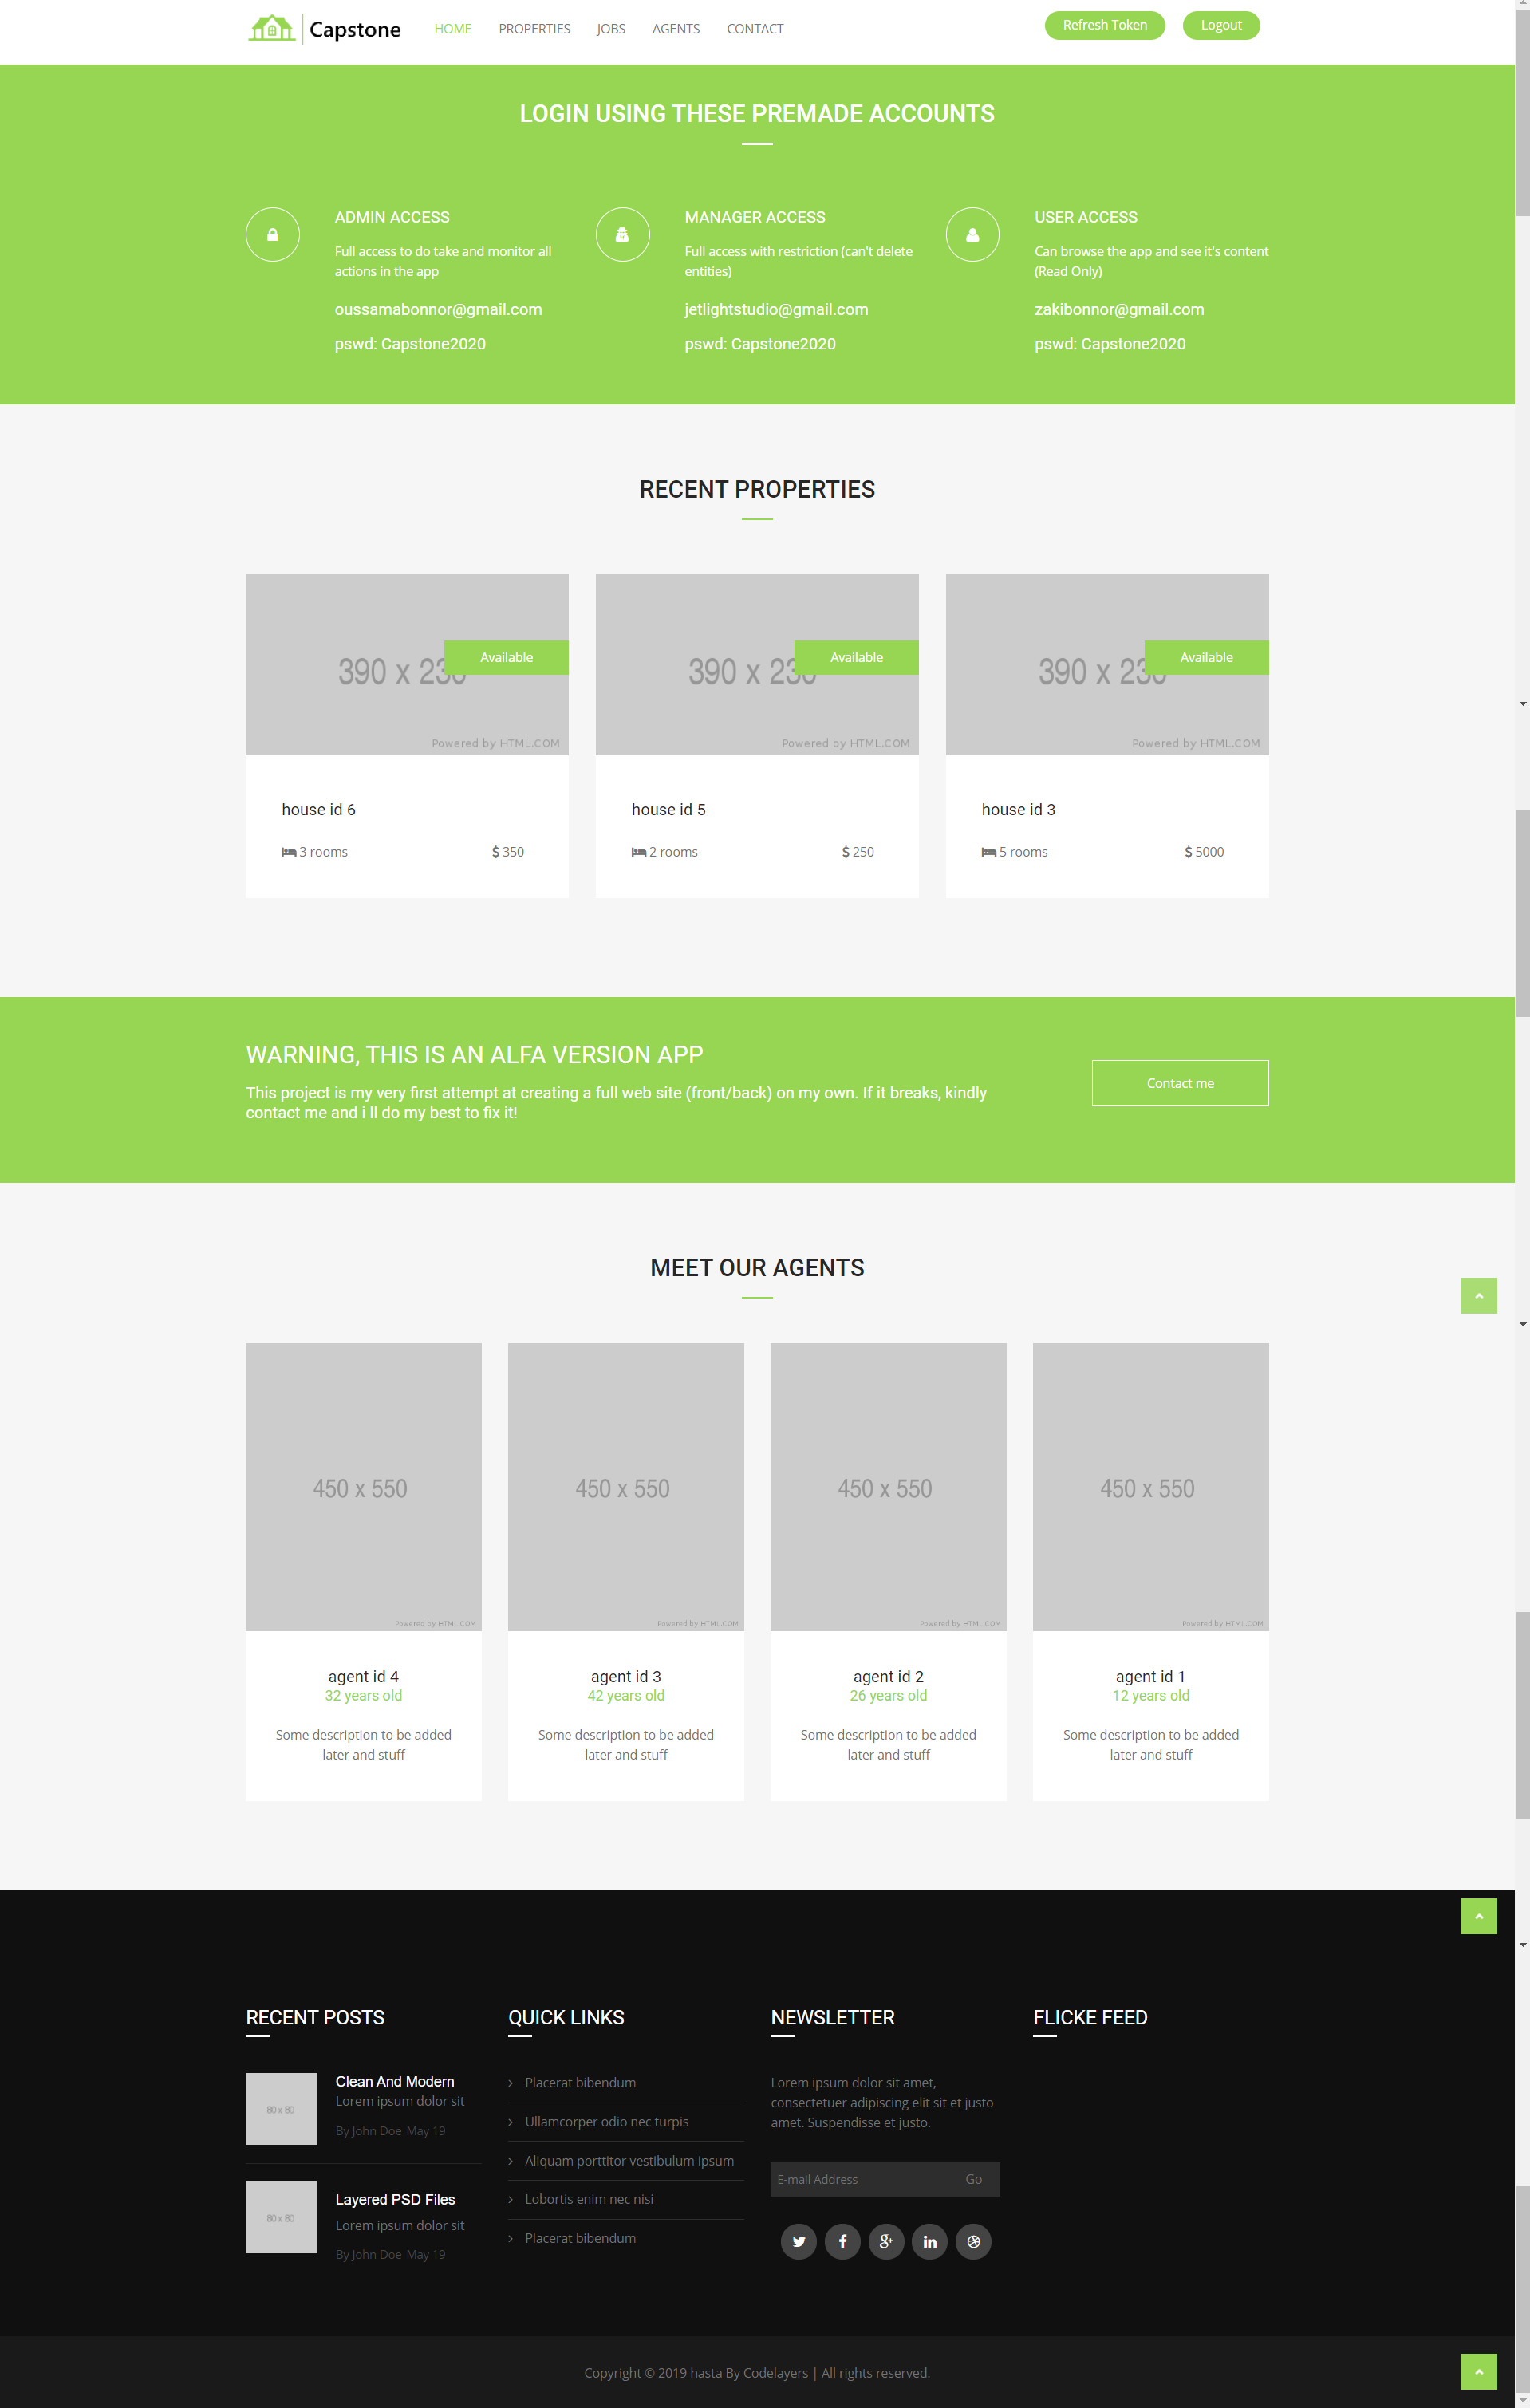 Capstone
HOME PROPERTIES JOBS AGENTS CONTACT
Refresh Token Logout
LOGIN USING THESE PREMADE ACCOUNTS
ADMIN ACCESS
Full access to do take and monitor all
actions in the app
oussamabonnor@gmail.com
pswd: Capstone2020
MANAGER ACCESS
Full access with restriction (can't delete
entities)
jetlightstudio@gmail.com
pswd: Capstone2020
USER ACCESS
Can browse the app and see it's content
(Read Only)
zakibonnor@gmail.com
pswd: Capstone2020
RECENT PROPERTIES
390 x 230
Available
Powered by HTML.COM
house id 6
3 rooms $ 350
390 x 230
Available
Powered by HTML.COM
house id 5
2 rooms $ 250
390 x 230
Available
Powered by HTML.COM
house id 3
5 rooms $ 5000
WARNING, THIS IS AN ALFA VERSION APP
This project is my very first attempt at creating a full web site (front/back) on my own. If it breaks, kindly
contact me and i ll do my best to fix it!
Contact me
MEET OUR AGENTS
450 x 550
Powered by HTML.COM
agent id 4
32 years old
Some description to be added
later and stuff
450 x 550
Powered by HTML.COM
agent id 3
42 years old
Some description to be added
later and stuff
450 x 550
Powered by HTML.COM
agent id 2
26 years old
Some description to be added
later and stuff
450 x 550
Powered by HTML.COM
agent id 1
12 years old
Some description to be added
later and stuff
RECENT POSTS
80 x 80
Clean And Modern
Lorem ipsum dolor sit
By John Doe May 19
80 x 80
Layered PSD Files
Lorem ipsum dolor sit
By John Doe May 19
QUICK LINKS
Placerat bibendum
Ullamcorper odio nec turpis
Aliquam porttitor vestibulum ipsum
Lobortis enim nec nisi
Placerat bibendum
NEWSLETTER
Lorem ipsum dolor sit amet,
consectetuer adipiscing elit sit et justo
amet. Suspendisse et justo.
E-mail Address Go
FLICKE FEED
Copyright © 2019 hasta By Codelayers | All rights reserved.